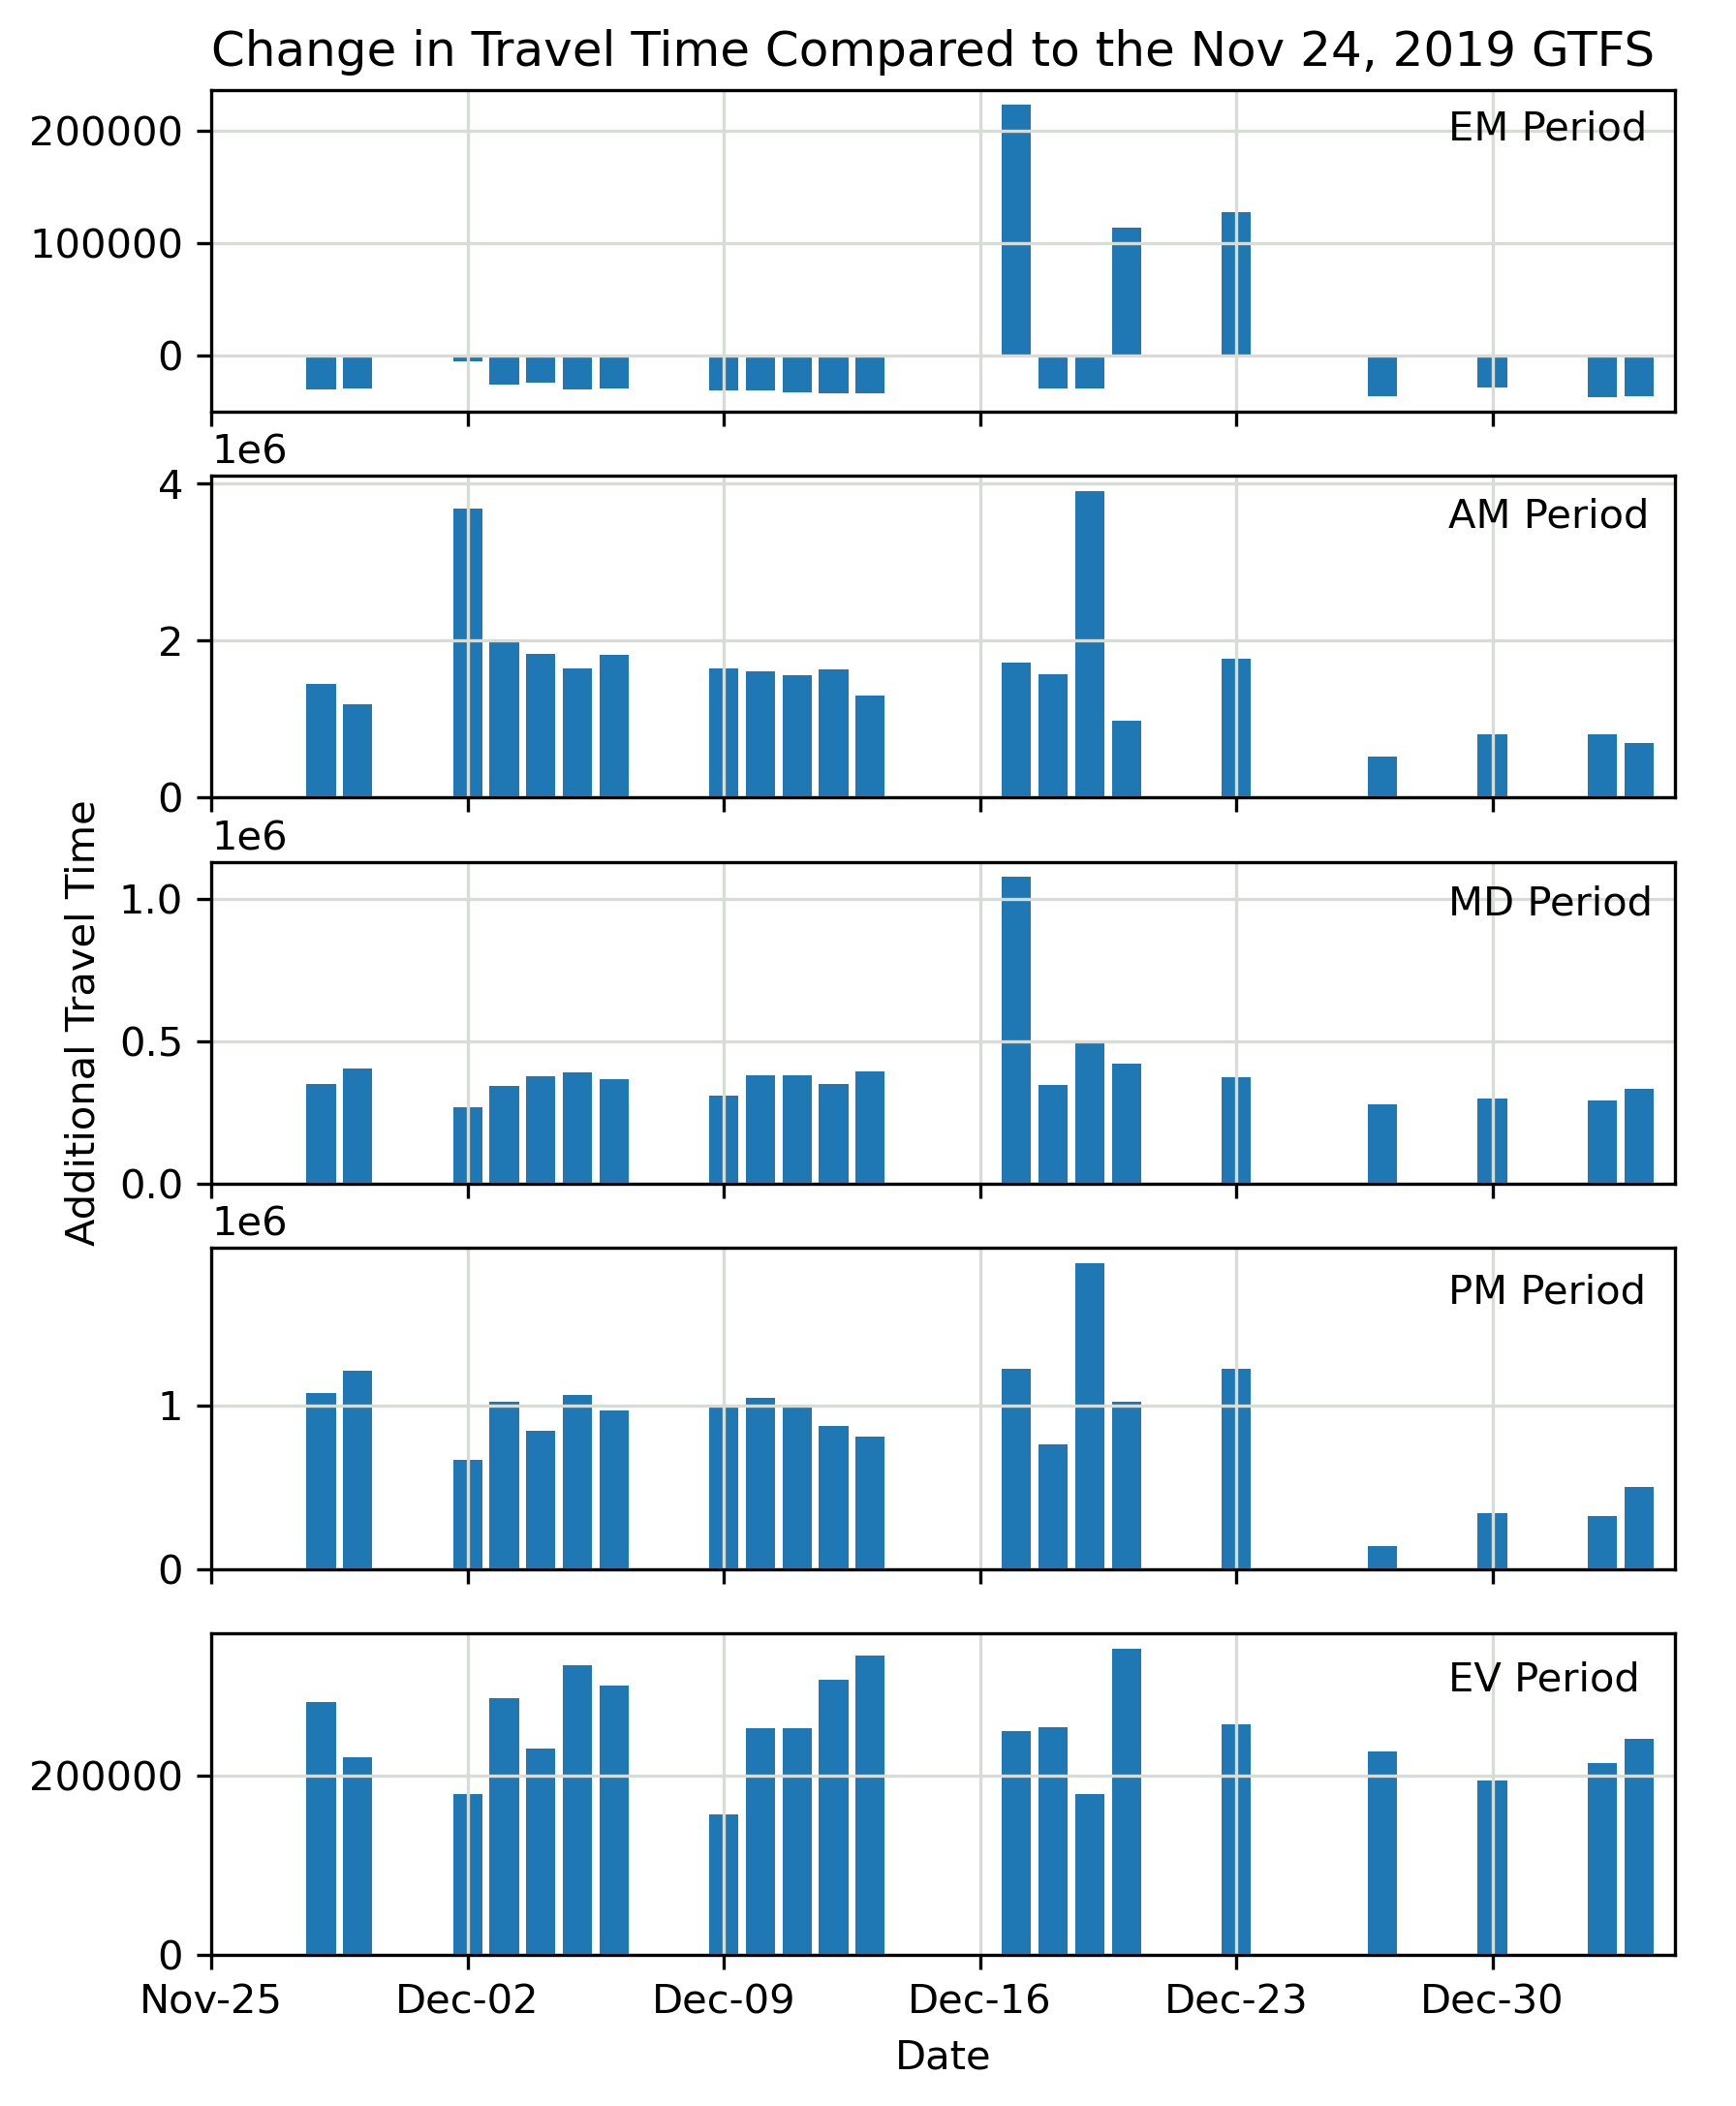 Change in Travel Time Compared to the Nov 24, 2019 GTFS
200000
100000
0
EM Period
1e6
4
2
0
AM Period
1e6
1.0
0.5
0.0
MD Period
1e6
1
0
PM Period
200000
0
EV Period
Additional Travel Time
Nov-25 Dec-02 Dec-09 Dec-16 Dec-23 Dec-30
Date